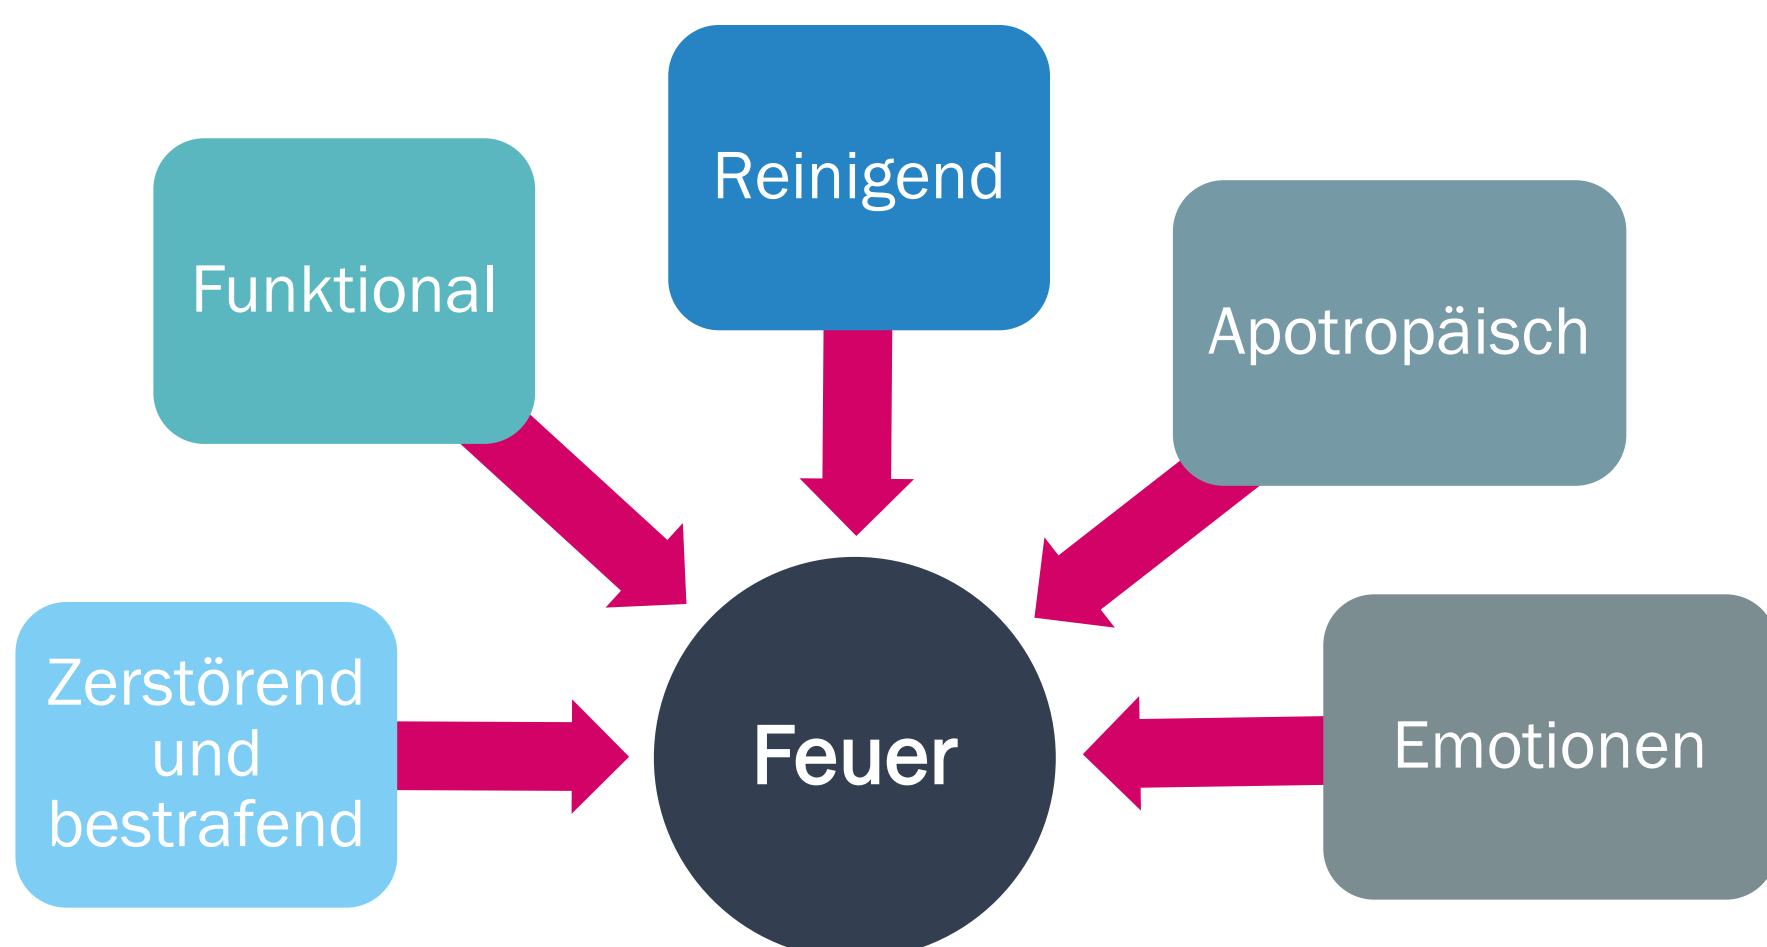 Reinigend
Funktional
Apotropäisch
Zerstörend
und
bestrafend
Feuer
Emotionen